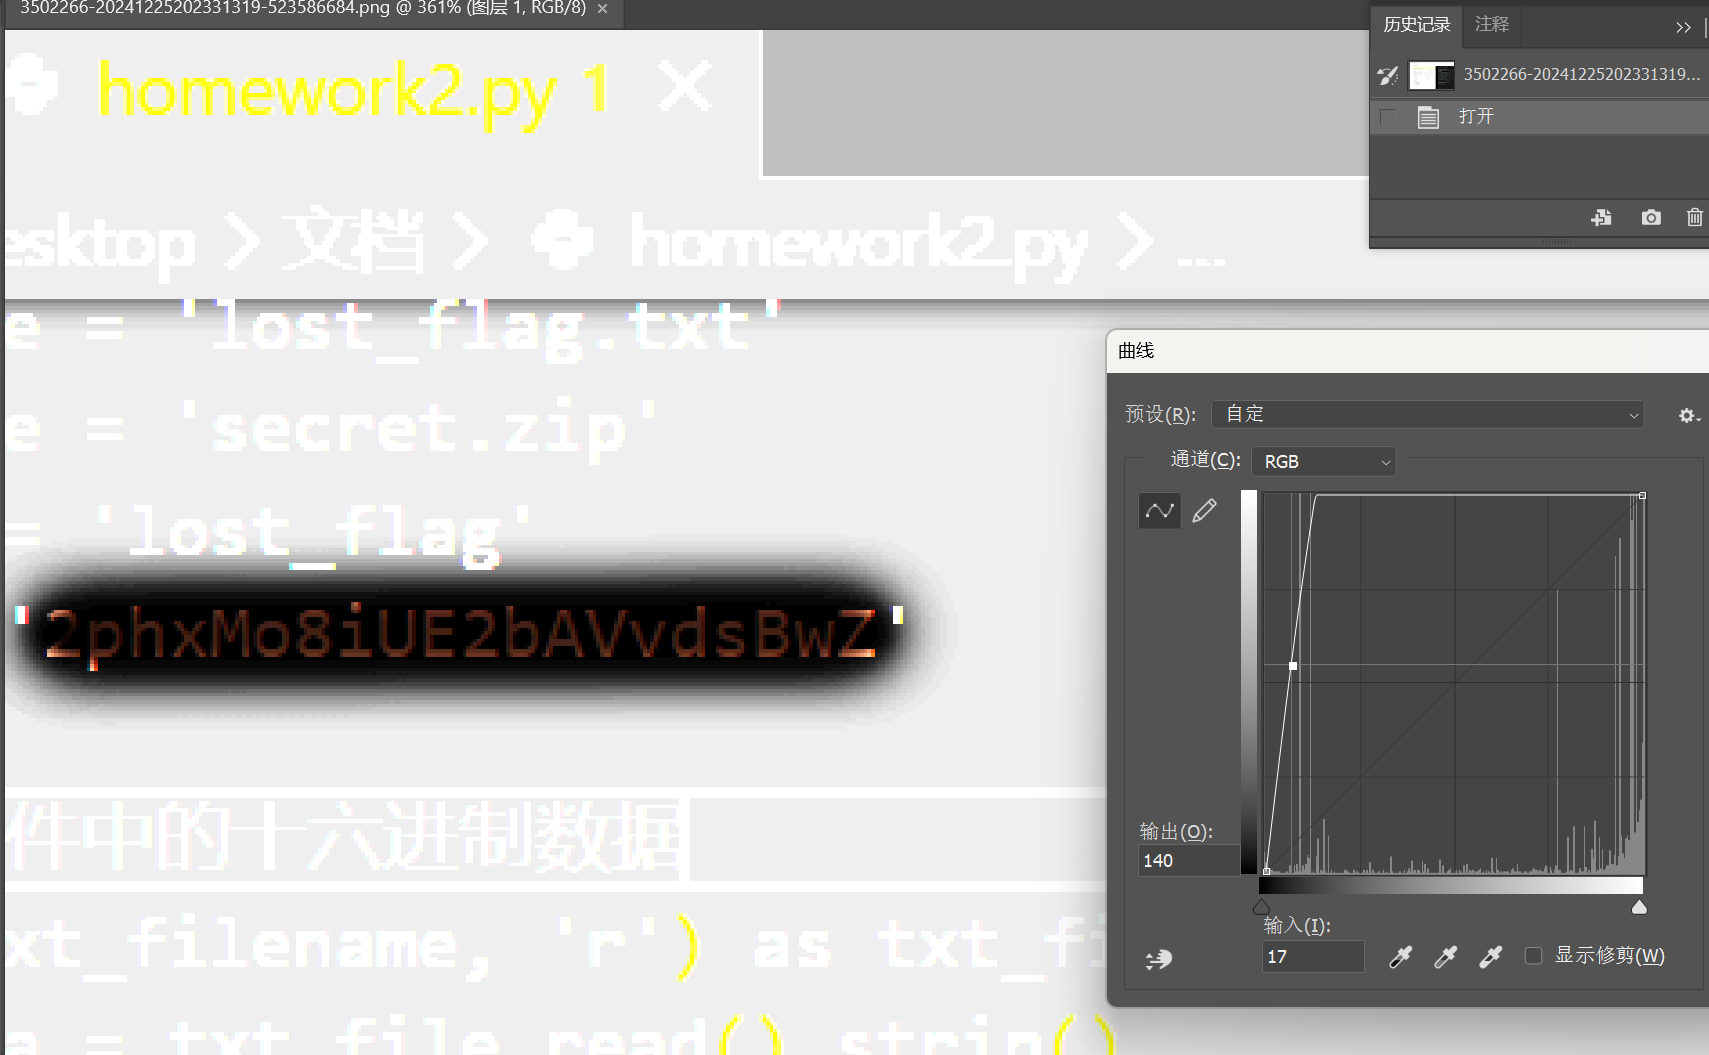 3502266-20241225202331319-523586684.png @ 361% (图层 1, RGB/8) ×
历史记录 注释
3502266-20241225202331319...
打开
homework2.py 1
esktop > 文档 > homework2.py > ...
e = 'lost_flag.txt'
e = 'secret.zip'
= 'lost_flag'
'2phxMo8iUE2bAVvdsBwZ'
件中的十六进制数据
xt_filename, 'r') as txt_fi
a = txt_file.read().strip()
曲线
预设(R): 自定
通道(C): RGB
输出(O):
140
输入(I):
17
显示修剪(W)